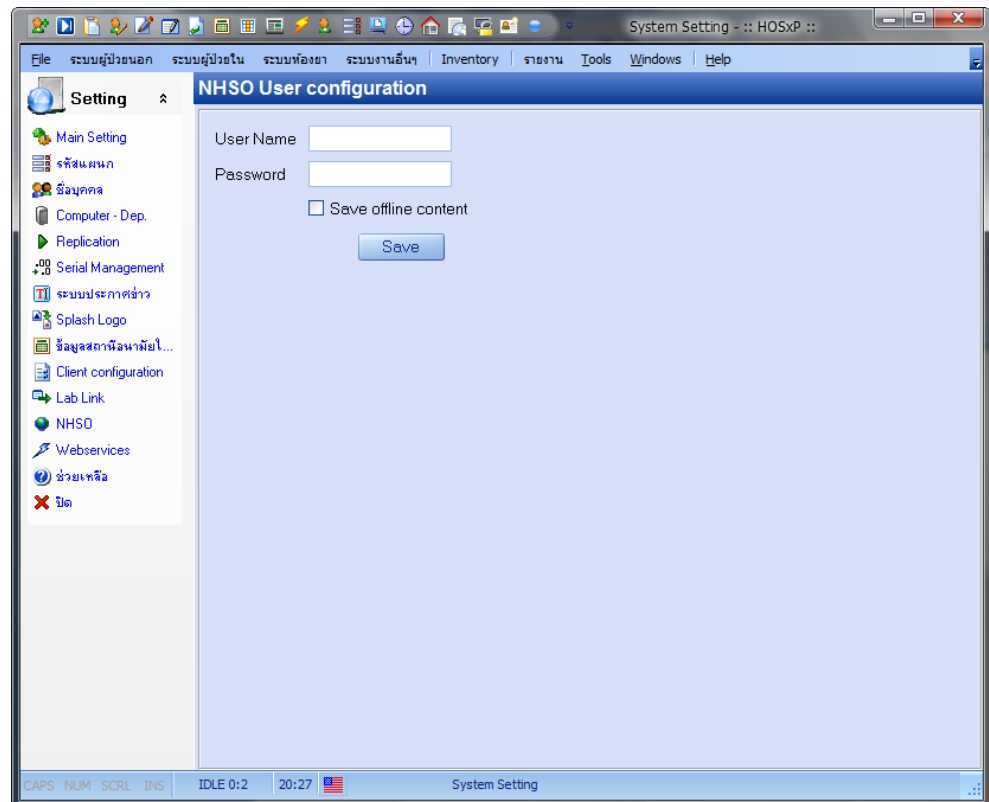 System Setting - :: HOSxP ::
File ระบบผู้ป่วยนอก ระบบผู้ป่วยใน ระบบห้องยา ระบบงานอื่นๆ Inventory รายงาน Tools Windows Help
Setting
NHSO User configuration
Main Setting
รหัสแผนก
ชื่อบุคคล
Computer - Dep.
Replication
Serial Management
ระบบประกาศข่าว
Splash Logo
ข้อมูลสถานีอนามัยใ...
Client configuration
Lab Link
NHSO
Webservices
ช่วยเหลือ
ปิด
User Name
Password
Save offline content
Save
CAPS NUM SCRL INS IDLE 0:2 20:27 System Setting